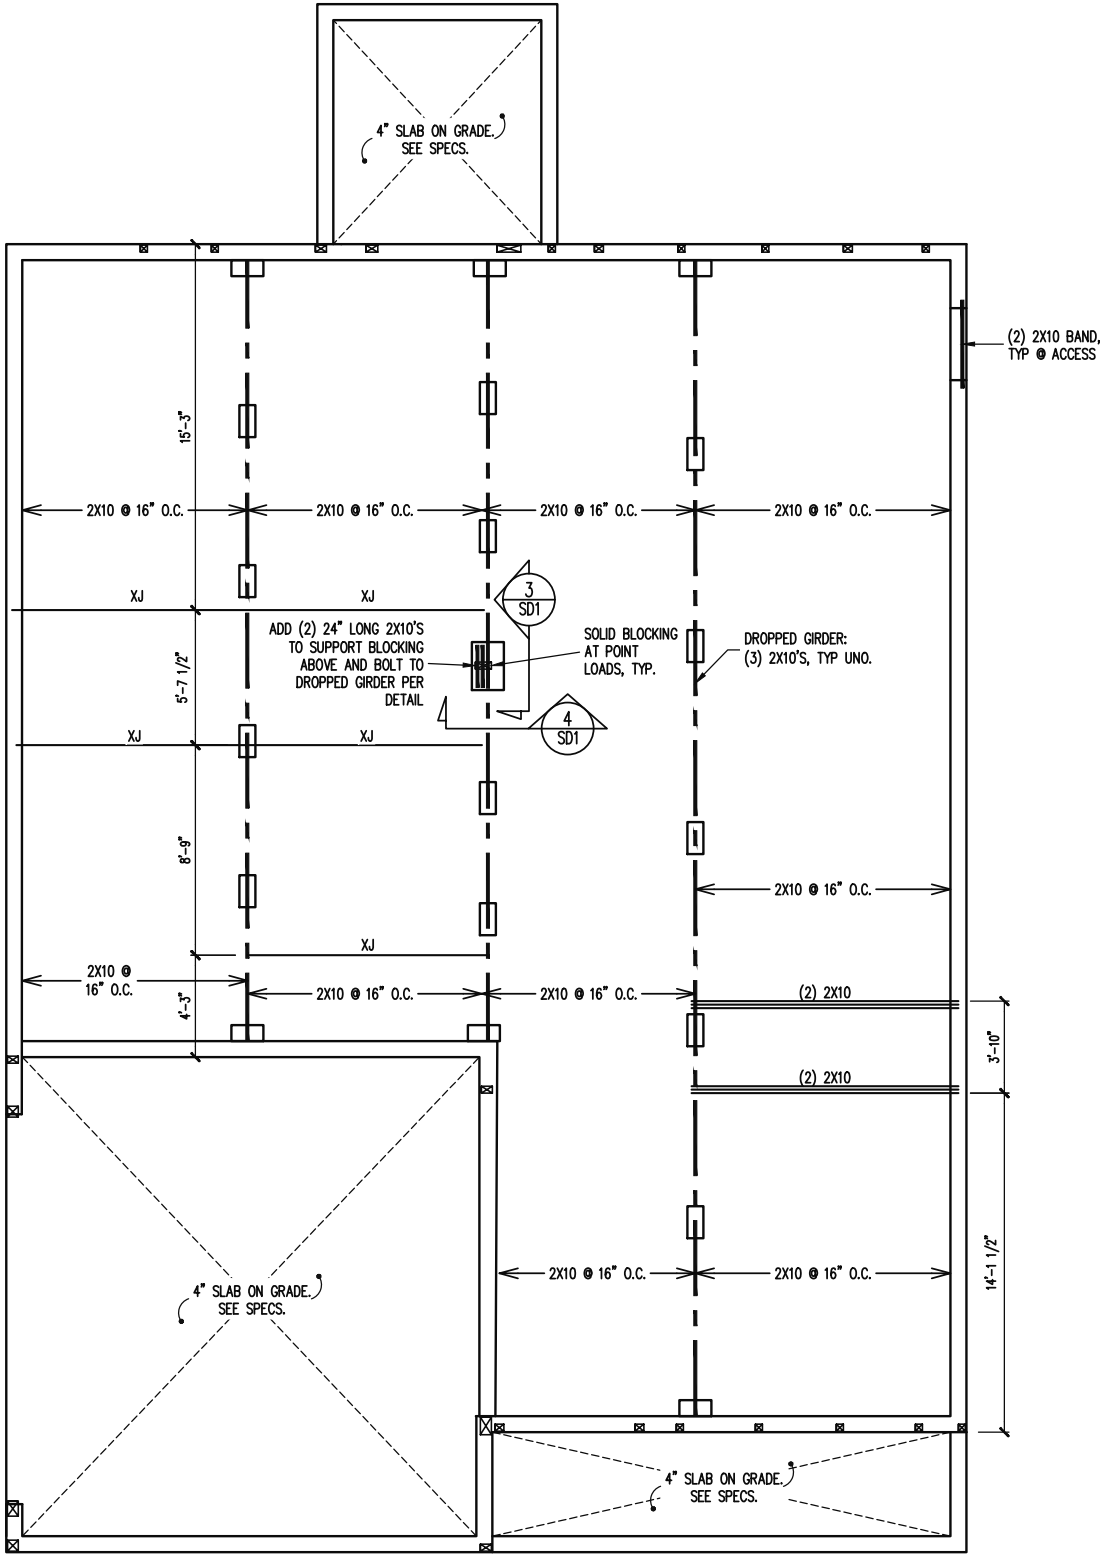 4" SLAB ON GRADE.
SEE SPECS.
(2) 2X10 BAND,
TYP @ ACCESS
15'-3"
2X10 @ 16" O.C.
2X10 @ 16" O.C.
2X10 @ 16" O.C.
2X10 @ 16" O.C.
XJ
XJ
3
SD1
ADD (2) 24" LONG 2X10'S
TO SUPPORT BLOCKING
ABOVE AND BOLT TO
DROPPED GIRDER PER
DETAIL
SOLID BLOCKING
AT POINT
LOADS, TYP.
DROPPED GIRDER:
(3) 2X10'S, TYP UNO.
5'-7 1/2"
4
SD1
XJ
XJ
8'-9"
2X10 @ 16" O.C.
XJ
2X10 @
16" O.C.
4'-3"
2X10 @ 16" O.C.
2X10 @ 16" O.C.
(2) 2X10
3'-10"
(2) 2X10
14'-1 1/2"
2X10 @ 16" O.C.
2X10 @ 16" O.C.
4" SLAB ON GRADE.
SEE SPECS.
4" SLAB ON GRADE.
SEE SPECS.